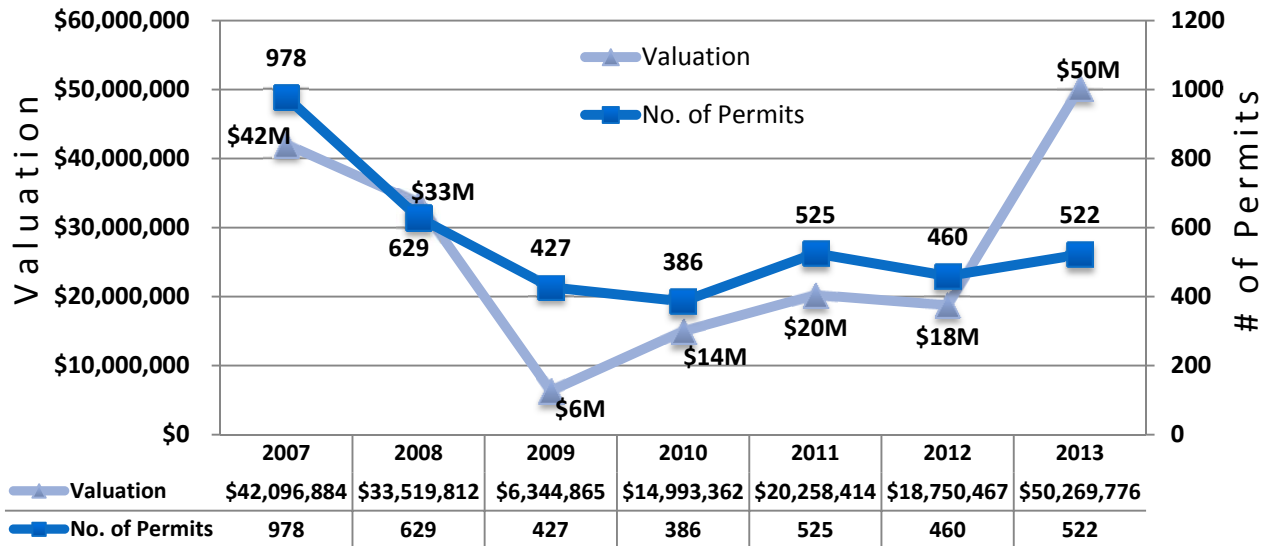 Valuation
$60,000,000
$50,000,000
$40,000,000
$30,000,000
$20,000,000
$10,000,000
$0
Valuation
No. of Permits
978
629
427
386
525
460
522
$42M
$33M
$6M
$14M
$20M
$18M
$50M
1200
1000
800
600
400
200
0
# of Permits
2007 2008 2009 2010 2011 2012 2013
Valuation $42,096,884 $33,519,812 $6,344,865 $14,993,362 $20,258,414 $18,750,467 $50,269,776
No. of Permits 978 629 427 386 525 460 522